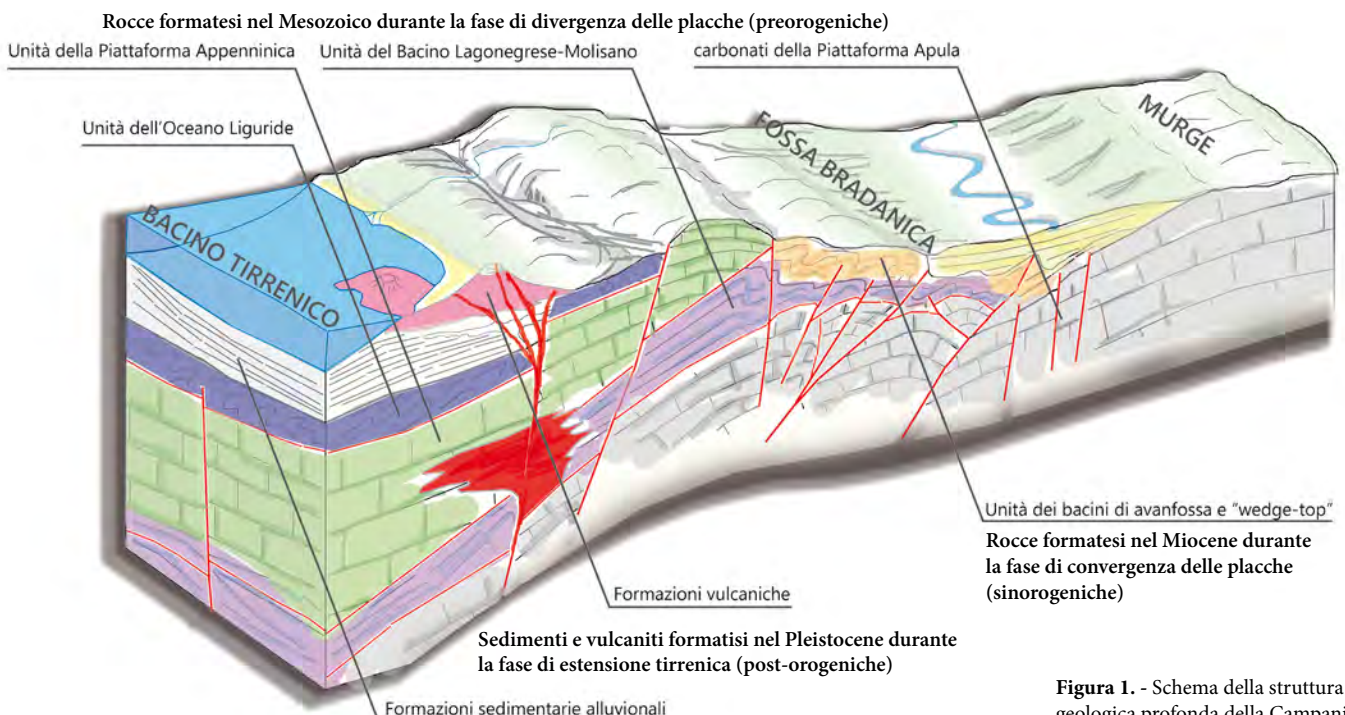 Rocce formatesi nel Mesozoico durante la fase di divergenza delle placche (preorogeniche)
Unità della Piattaforma Appenninica
Unità del Bacino Lagonegrese-Molisano
carbonati della Piattaforma Apula
Unità dell'Oceano Liguride
BACINO TIRRENICO
FOSSA BRADANICA
MURGE
Unità dei bacini di avanfossa e "wedge-top"
Rocce formatesi nel Miocene durante
la fase di convergenza delle placche
(sinorogeniche)
Formazioni vulcaniche
Sedimenti e vulcaniti formatisi nel Pleistocene durante
la fase di estensione tirrenica (post-orogeniche)
Formazioni sedimentarie alluvionali
Figura 1. - Schema della struttura
geologica profonda della Campani